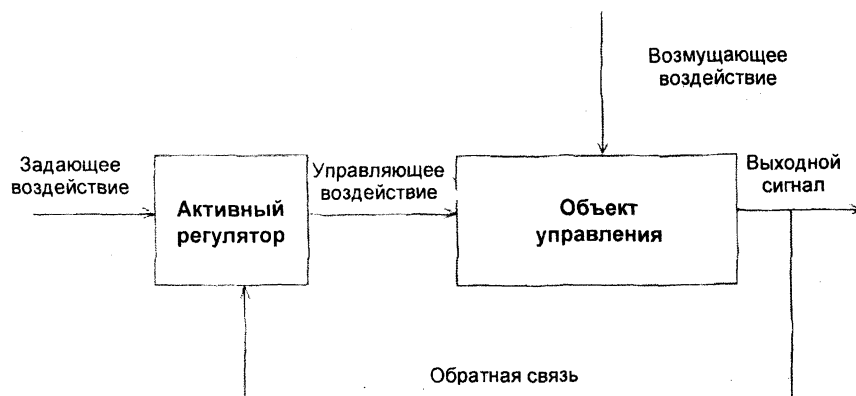 Возмущающее
воздействие
Задающее
воздействие
Активный
регулятор
Управляющее
воздействие
Объект
управления
Выходной
сигнал
Обратная связь